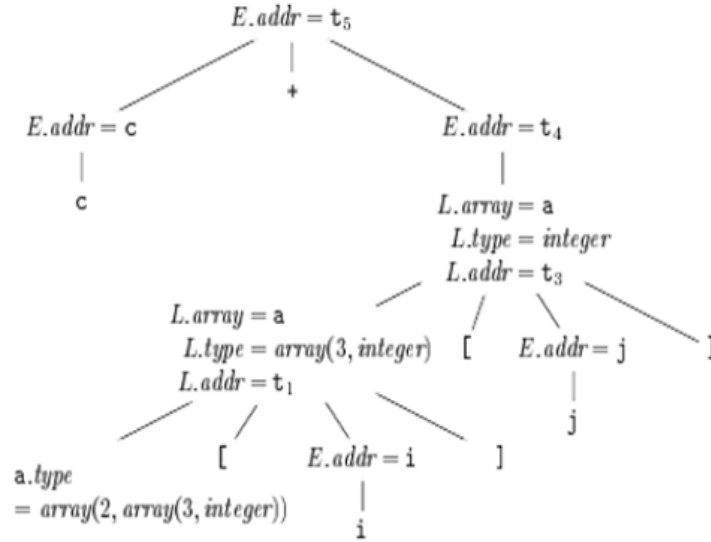 E.addr = t₅
+
E.addr = c
E.addr = t₄
c
L.array = a
L.type = integer
L.addr = t₃
L.array = a
L.type = array(3, integer)
L.addr = t₁
[
E.addr = j
]
j
a.type
= array(2, array(3, integer))
[
E.addr = i
]
i